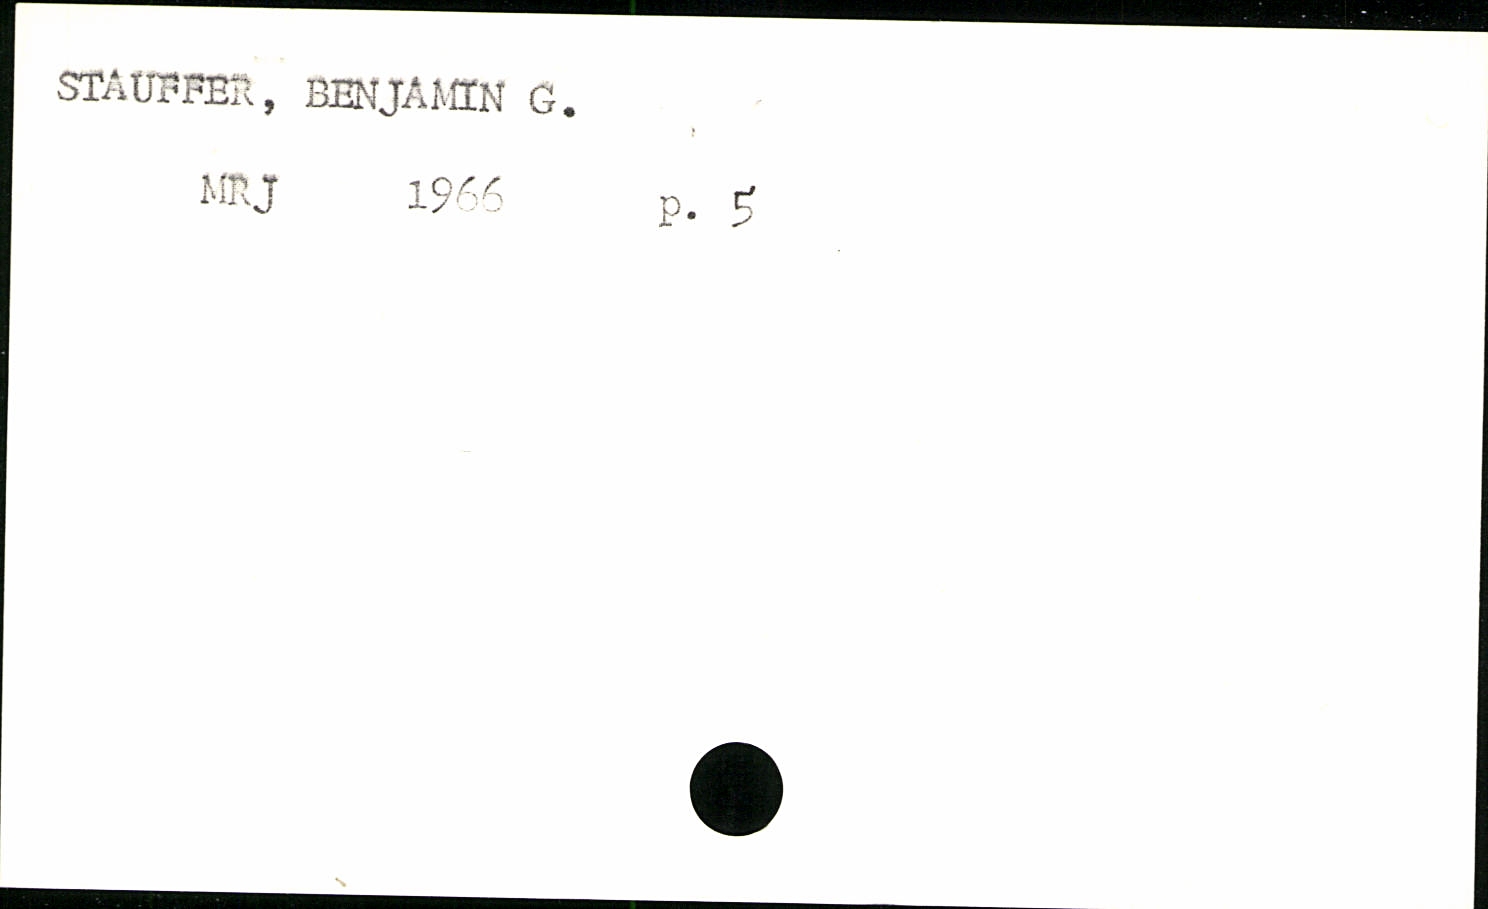 STAUFFER, BENJAMIN G.
MRJ 1966 p. 5